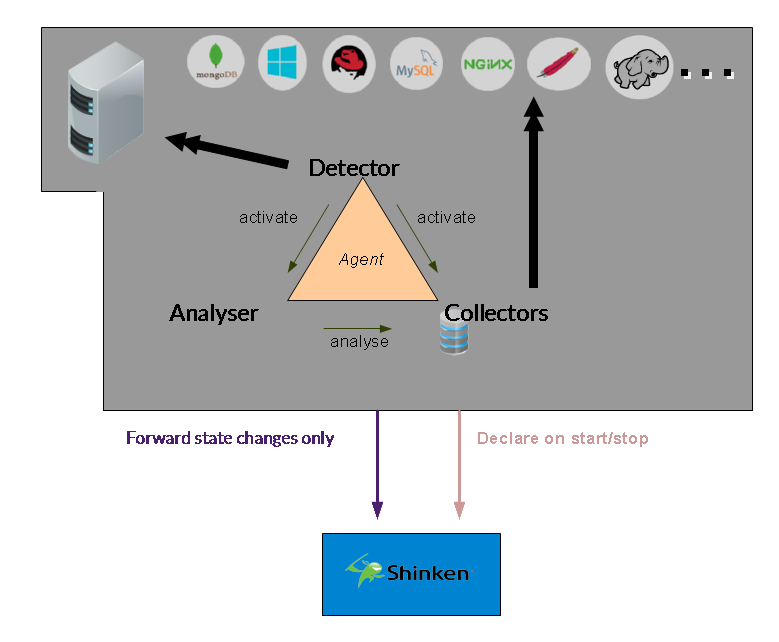 mongoDB
MySQL
NGiNX
Detector
activate
activate
Agent
Analyser
Collectors
analyse
Forward state changes only
Declare on start/stop
Shinken